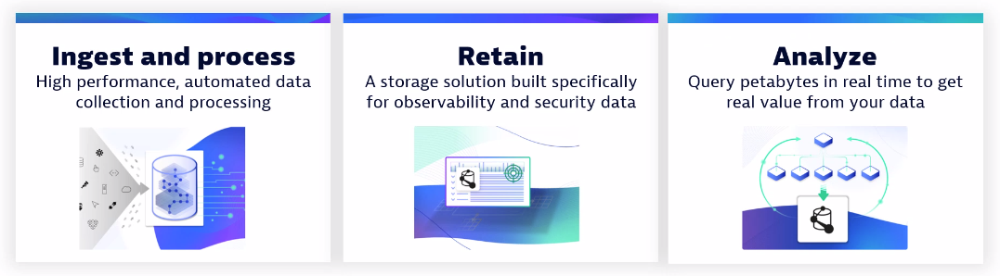 Ingest and process
High performance, automated data
collection and processing
Retain
A storage solution built specifically
for observability and security data
Analyze
Query petabytes in real time to get
real value from your data